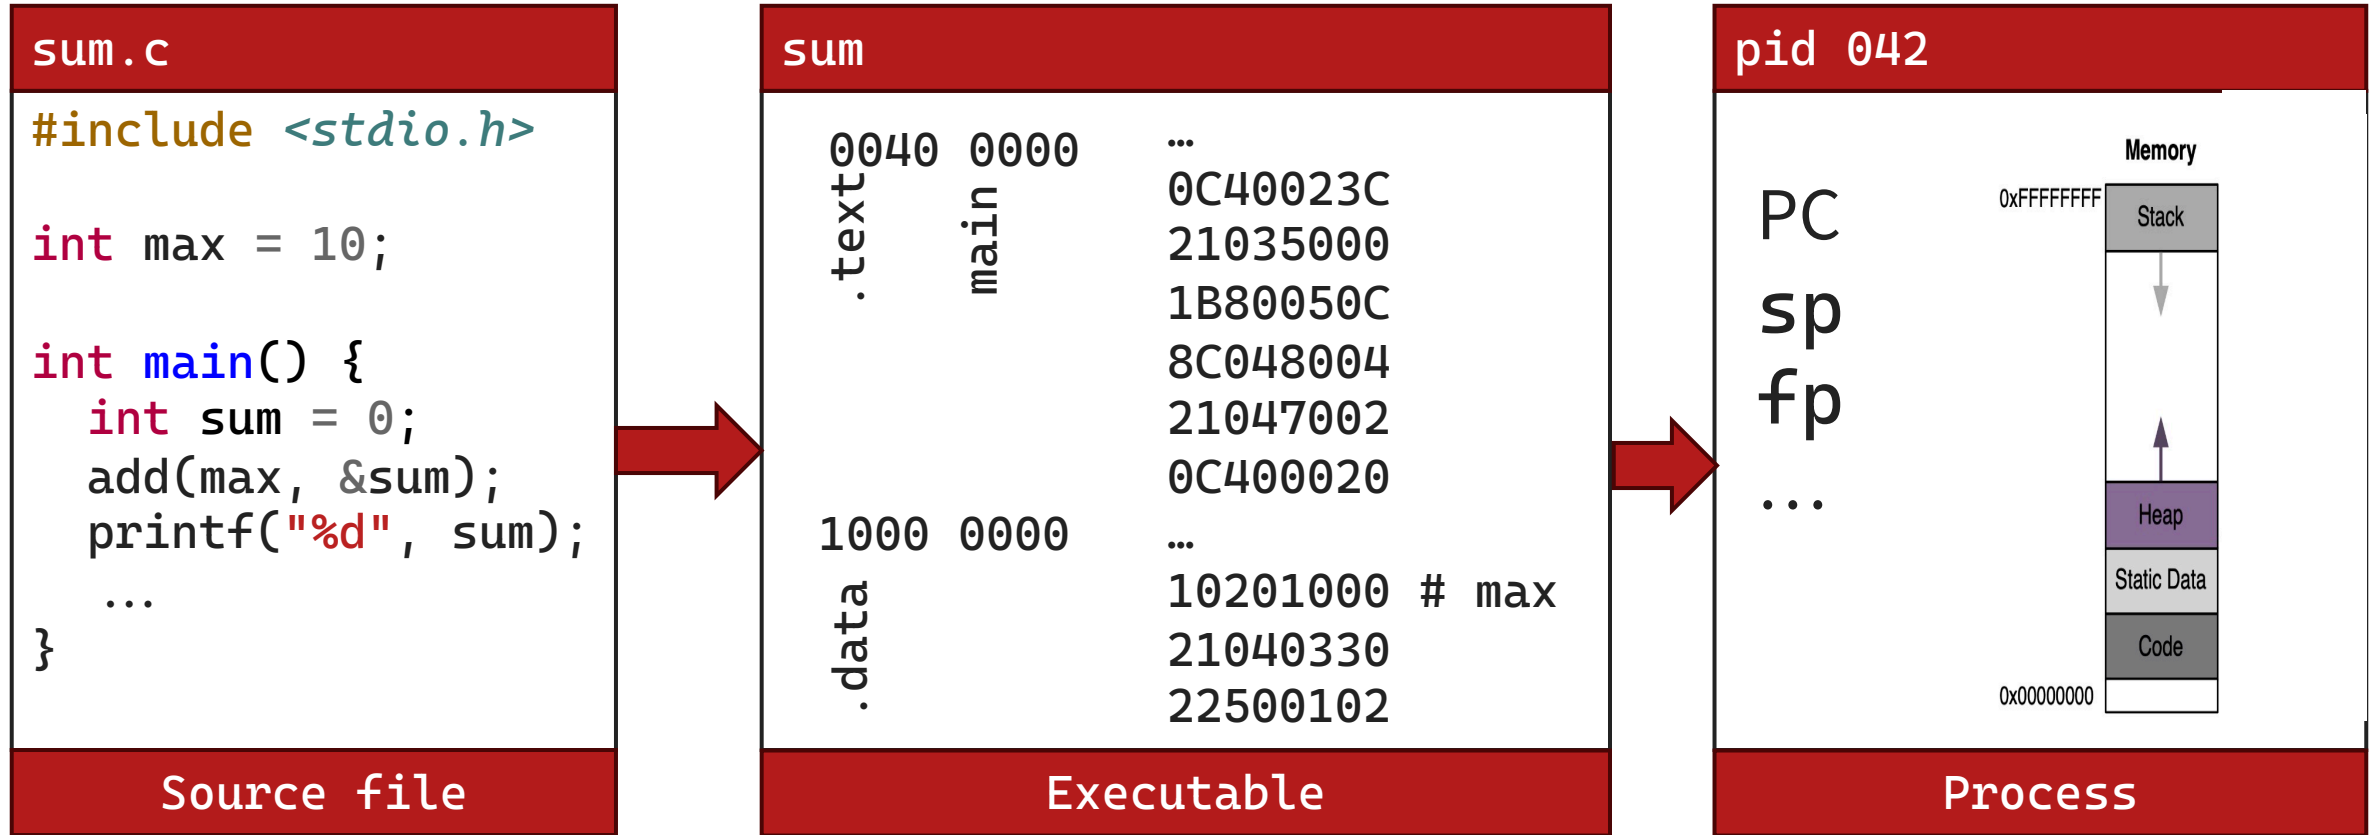 sum.c
#include <stdio.h>
int max = 10;
int main() {
int sum = 0;
add(max, &sum);
printf("%d", sum);
...
}
Source file
sum
0040 0000
.text
main
…
0C40023C
21035000
1B80050C
8C048004
21047002
0C400020
1000 0000
.data
…
10201000 # max
21040330
22500102
Executable
pid 042
PC
sp
fp
...
Memory
0xFFFFFFFF
Stack
Heap
Static Data
Code
0x00000000
Process